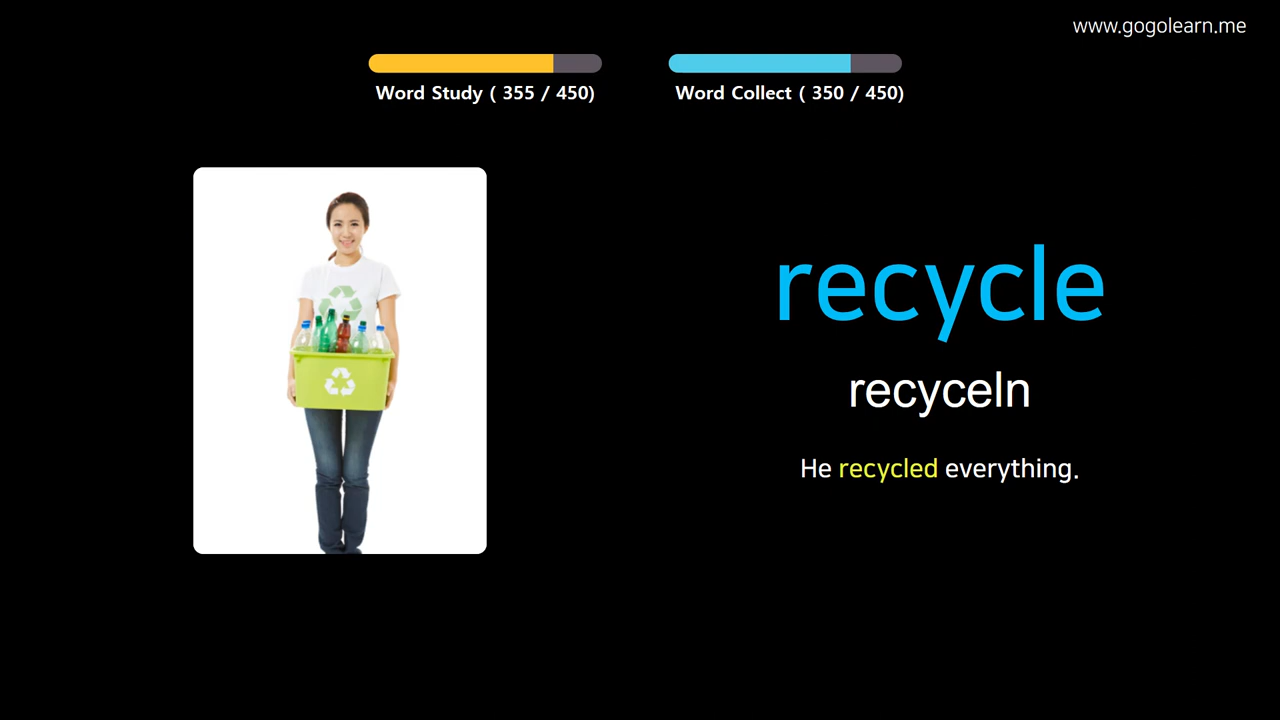 www.gogolearn.me
Word Study ( 355 / 450)
Word Collect ( 350 / 450)
recycle
recyceln
He recycled everything.